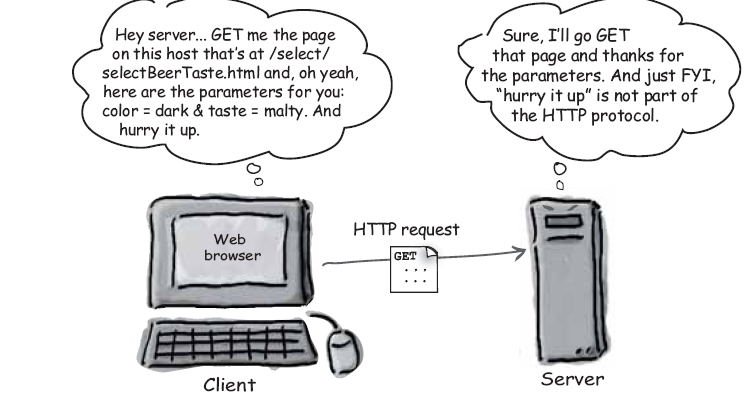 Hey server... GET me the page
on this host that's at /select/
selectBeerTaste.html and, oh yeah,
here are the parameters for you:
color = dark & taste = malty. And
hurry it up.
Sure, I'll go GET
that page and thanks for
the parameters. And just FYI,
"hurry it up" is not part of
the HTTP protocol.
Web
browser
HTTP request
GET
... 
...
Client
Server